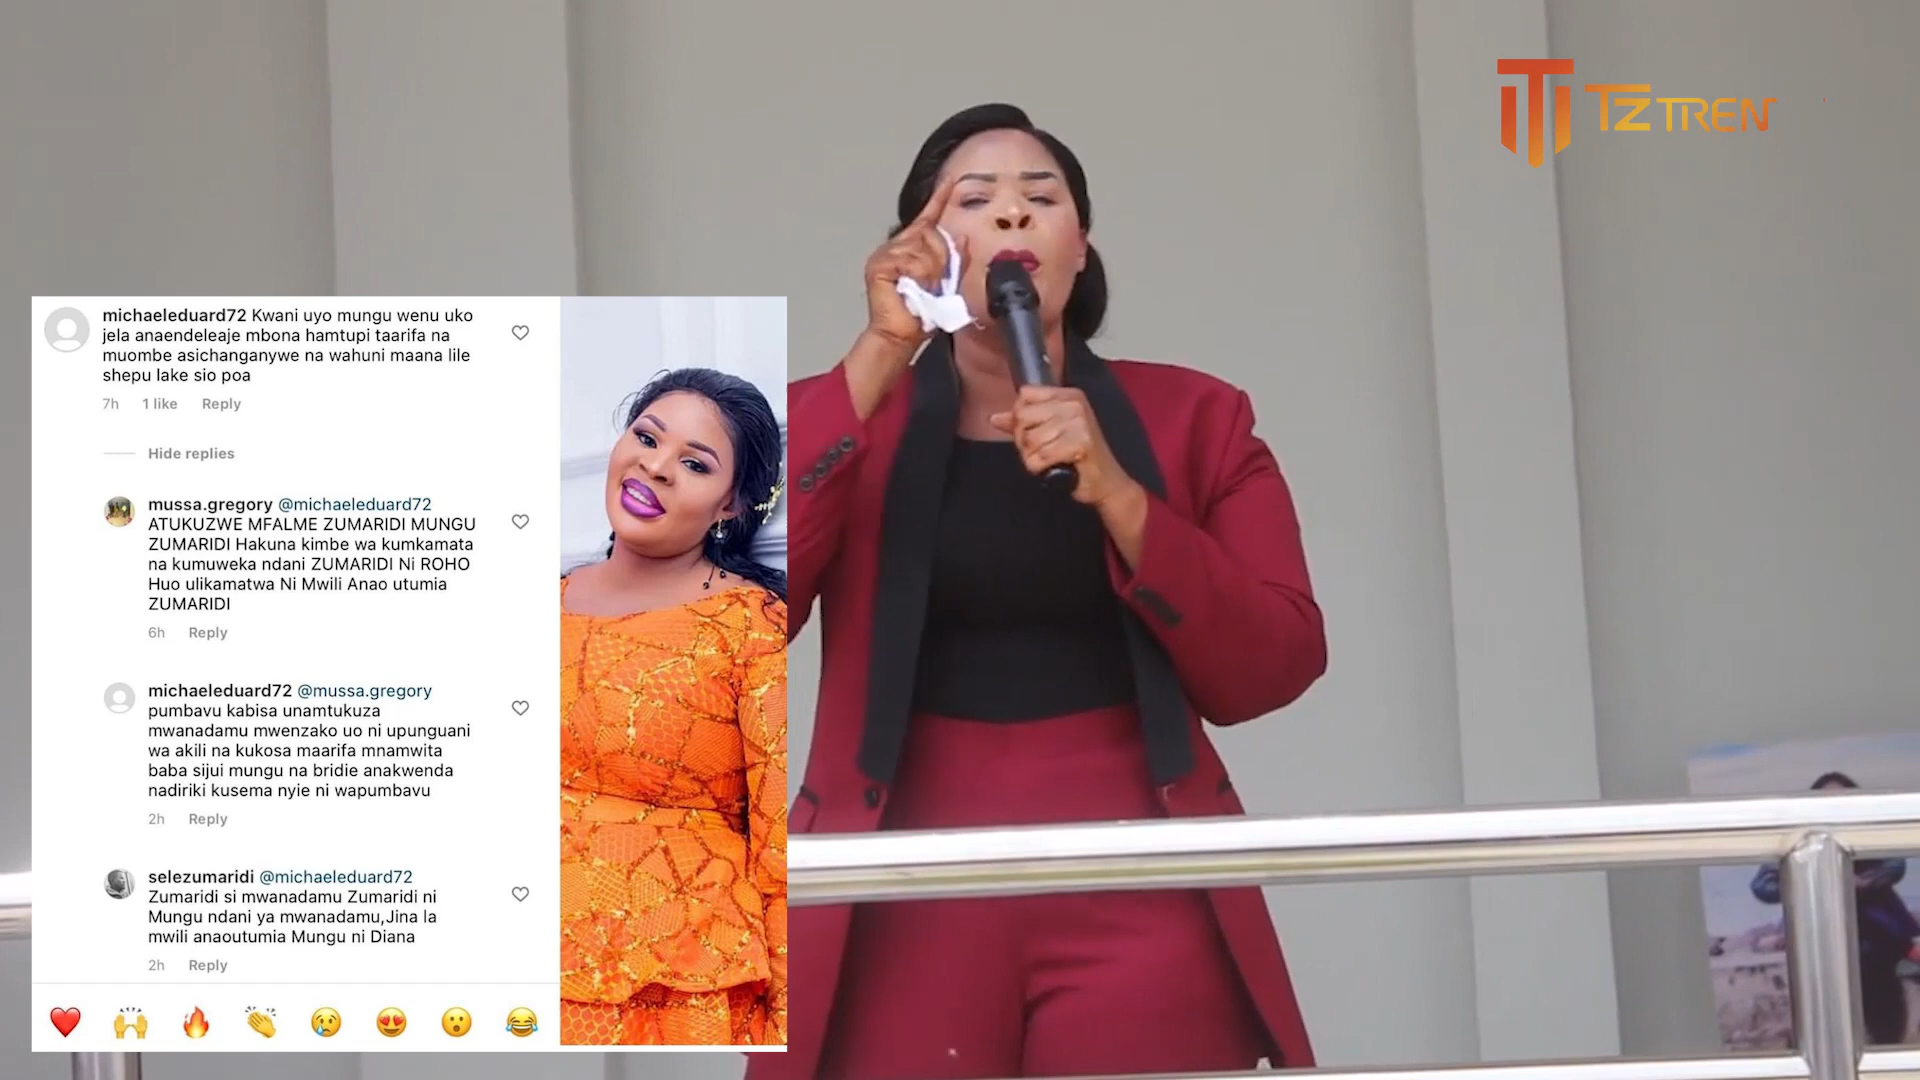 TZ TREN
michaeleduard72 Kwani uyo mungu wenu uko
jela anaendeleaje mbona hamtupi taarifa na
muombe asichanganywe na wahuni maana lile
shepu lake sio poa
7h 1 like Reply
Hide replies
mussa.gregory @michaeleduard72
ATUKUZWE MFALME ZUMARIDI MUNGU
ZUMARIDI Hakuna kimbe wa kumkamata
na kumuweka ndani ZUMARIDI Ni ROHO
Huo ulikamatwa Ni Mwili Anao utumia
ZUMARIDI
6h Reply
michaeleduard72 @mussa.gregory
pumbavu kabisa unamtukuza
mwanadamu mwenzako uo ni upunguani
wa akili na kukosa maarifa mnamwita
baba sijui mungu na bridie anakwenda
nadiriki kusema nyie ni wapumbavu
2h Reply
selezumaridi @michaeleduard72
Zumaridi si mwanadamu Zumaridi ni
Mungu ndani ya mwanadamu,Jina la
mwili anaoutumia Mungu ni Diana
2h Reply